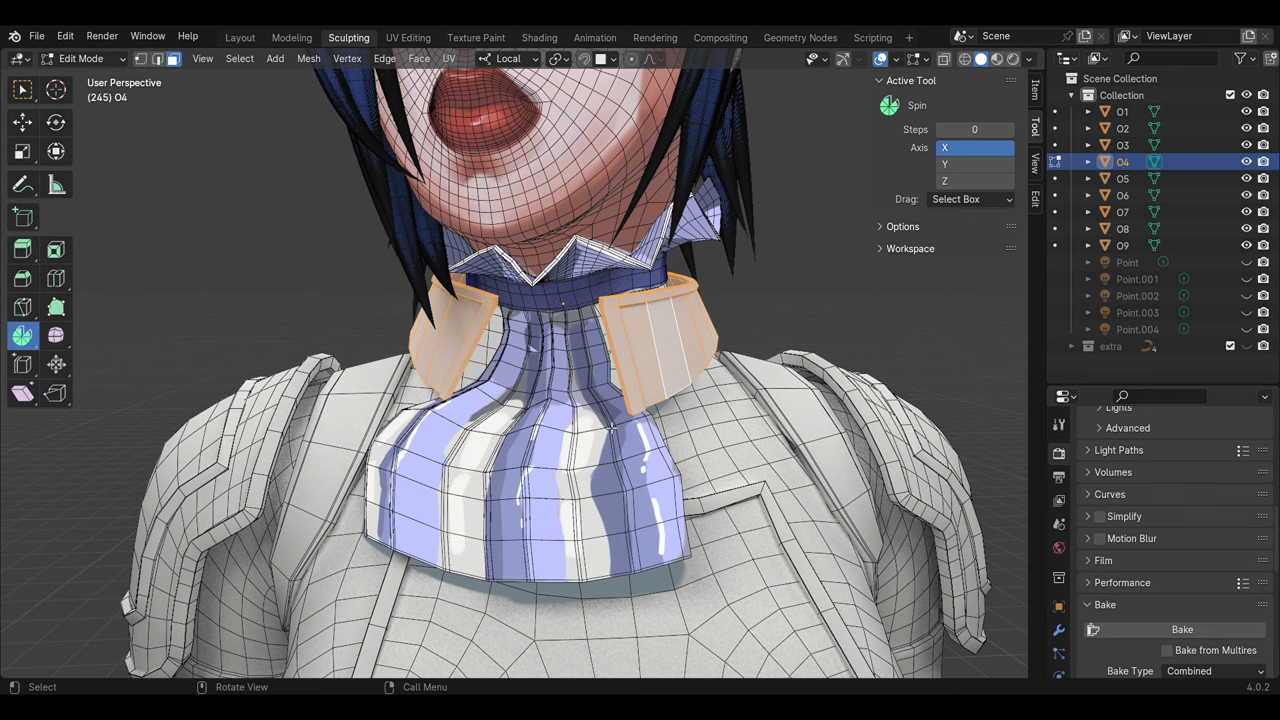 File Edit Render Window Help Layout Modeling Sculpting UV Editing Texture Paint Shading Animation Rendering Compositing Geometry Nodes Scripting + Scene ViewLayer
Edit Mode View Select Add Mesh Vertex Edge Face UV Local
User Perspective
(245) O4
Active Tool
Spin
Steps 0
Axis X
Y
Z
Drag: Select Box
Options
Workspace
Item
Tool
View
Edit
Scene Collection
Collection
O1
O2
O3
O4
O5
O6
O7
O8
O9
Point
Point.001
Point.002
Point.003
Point.004
extra 4
Lights
Advanced
Light Paths
Volumes
Curves
Simplify
Motion Blur
Film
Performance
Bake
Bake
Bake from Multires
Bake Type Combined
Select Rotate View Call Menu 4.0.2